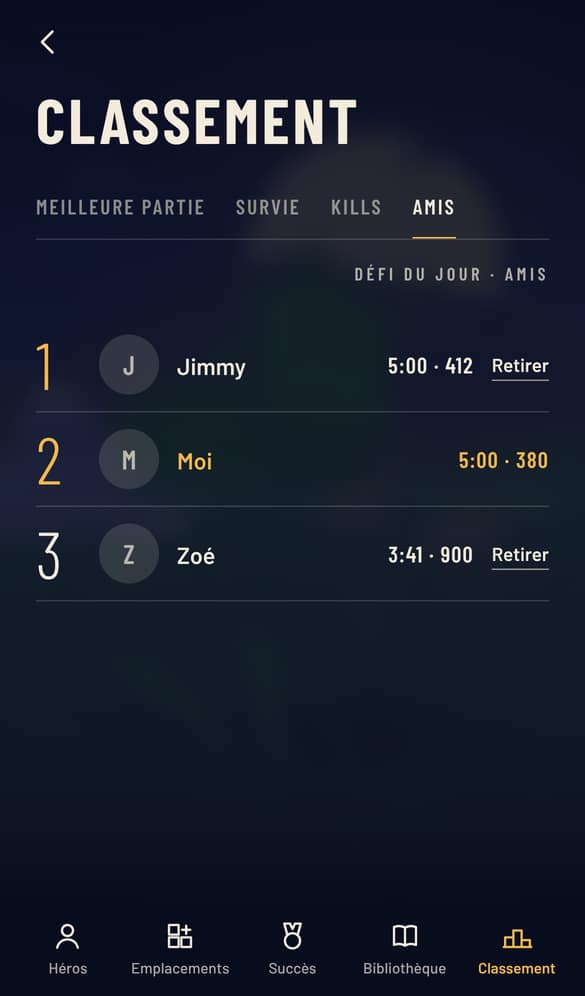 CLASSEMENT
MEILLEURE PARTIE SURVIE KILLS AMIS
DÉFI DU JOUR · AMIS
1 J Jimmy 5:00 · 412 Retirer
2 M Moi 5:00 · 380
3 Z Zoé 3:41 · 900 Retirer
Héros Emplacements Succès Bibliothèque Classement